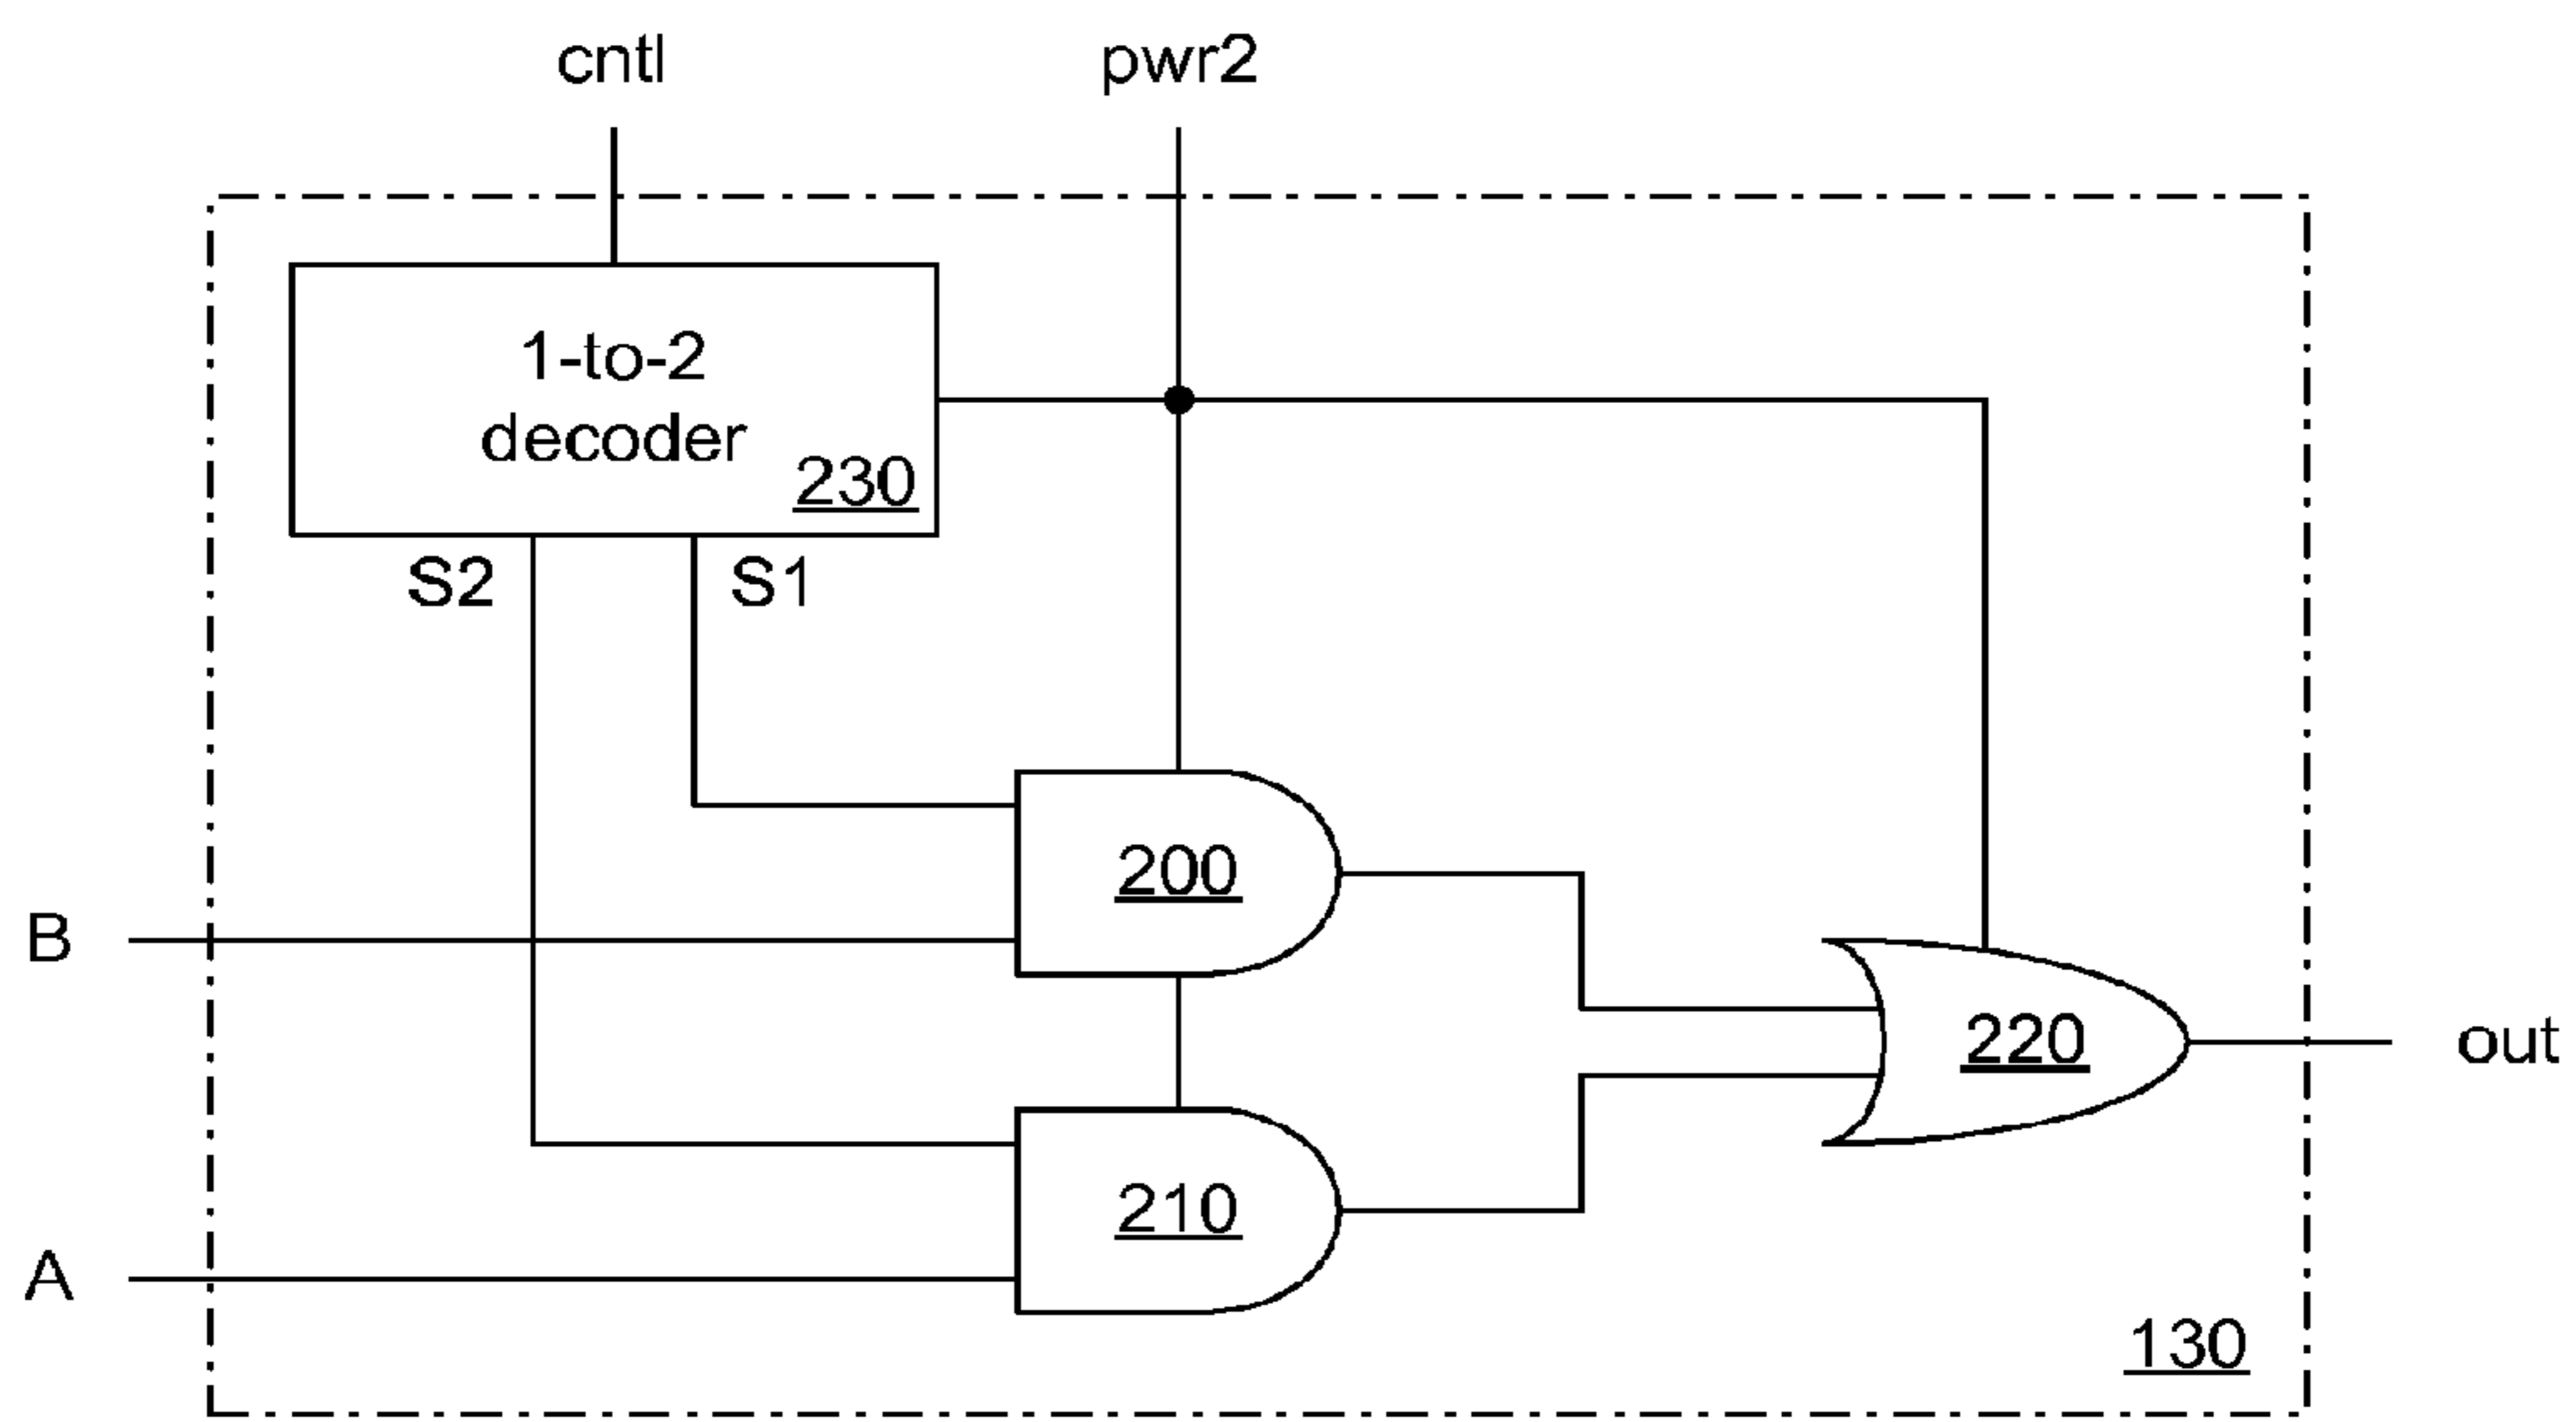 cntl
pwr2
1-to-2
decoder
230
S2
S1
200
B
220
out
210
A
130